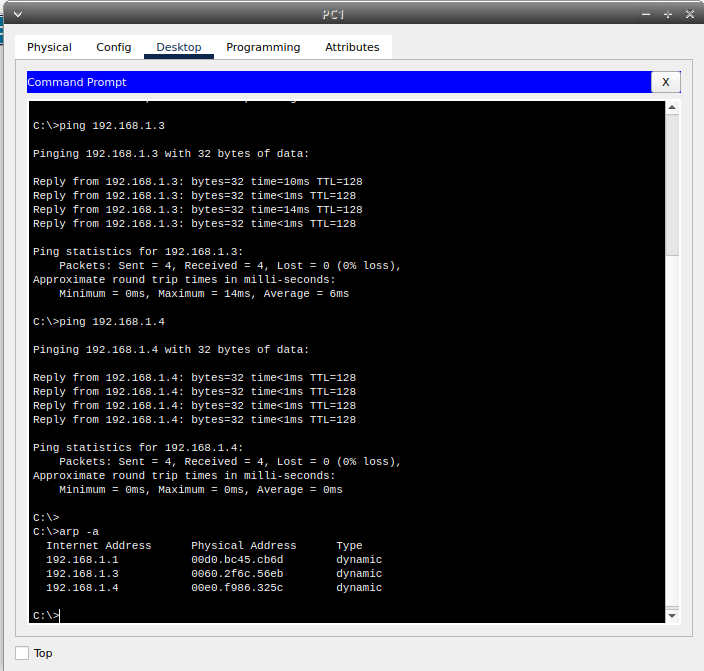 PC1
Physical Config Desktop Programming Attributes
Command Prompt X
C:\>ping 192.168.1.3
Pinging 192.168.1.3 with 32 bytes of data:
Reply from 192.168.1.3: bytes=32 time=10ms TTL=128
Reply from 192.168.1.3: bytes=32 time<1ms TTL=128
Reply from 192.168.1.3: bytes=32 time=14ms TTL=128
Reply from 192.168.1.3: bytes=32 time<1ms TTL=128
Ping statistics for 192.168.1.3:
    Packets: Sent = 4, Received = 4, Lost = 0 (0% loss),
Approximate round trip times in milli-seconds:
    Minimum = 0ms, Maximum = 14ms, Average = 6ms
C:\>ping 192.168.1.4
Pinging 192.168.1.4 with 32 bytes of data:
Reply from 192.168.1.4: bytes=32 time<1ms TTL=128
Reply from 192.168.1.4: bytes=32 time<1ms TTL=128
Reply from 192.168.1.4: bytes=32 time<1ms TTL=128
Reply from 192.168.1.4: bytes=32 time<1ms TTL=128
Ping statistics for 192.168.1.4:
    Packets: Sent = 4, Received = 4, Lost = 0 (0% loss),
Approximate round trip times in milli-seconds:
    Minimum = 0ms, Maximum = 0ms, Average = 0ms
C:\>
C:\>arp -a
  Internet Address      Physical Address      Type
  192.168.1.1           00d0.bc45.cb6d        dynamic
  192.168.1.3           0060.2f6c.56eb        dynamic
  192.168.1.4           00e0.f986.325c        dynamic
C:\>
Top